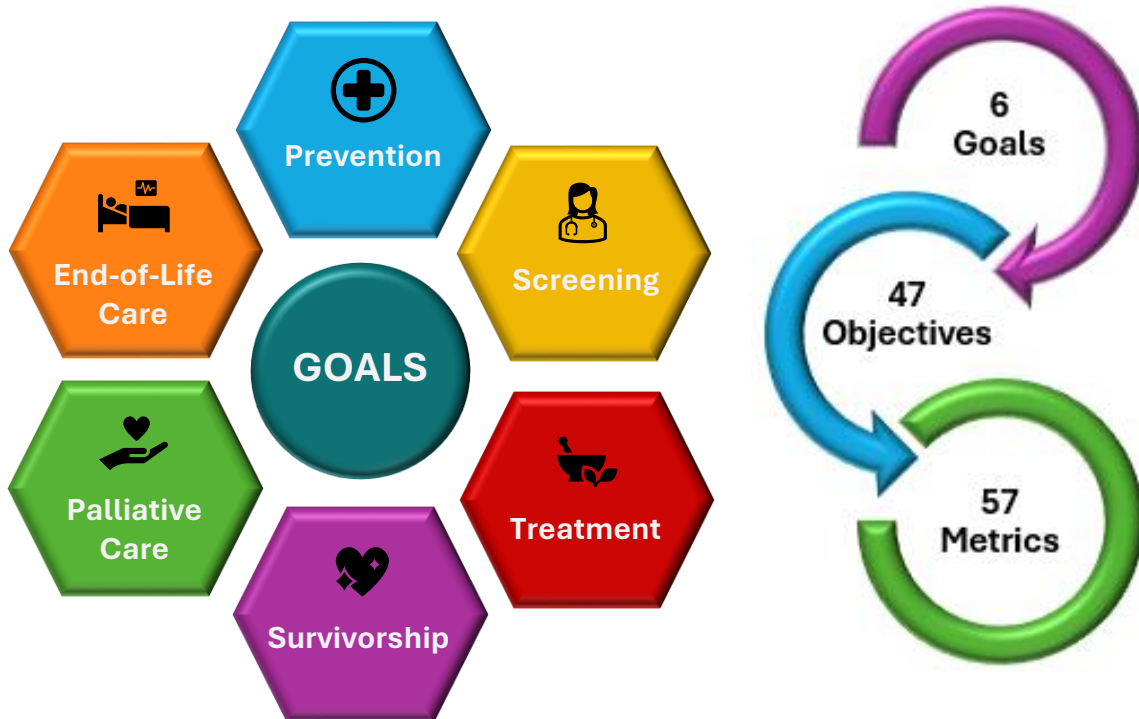 Prevention
Screening
Treatment
Survivorship
Palliative
Care
End-of-Life
Care
GOALS
6
Goals
47
Objectives
57
Metrics